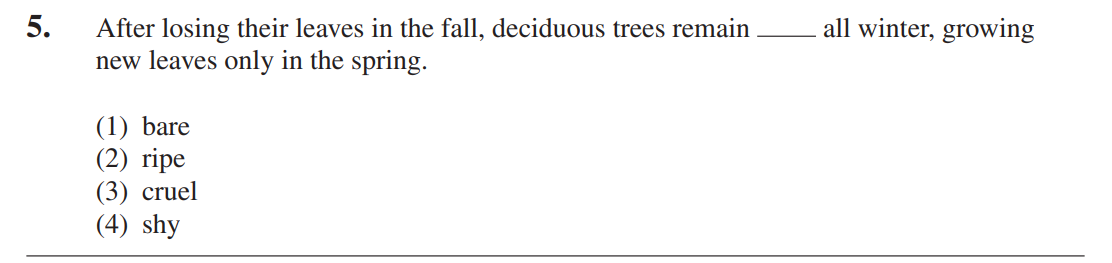 5. After losing their leaves in the fall, deciduous trees remain ____ all winter, growing
new leaves only in the spring.
(1) bare
(2) ripe
(3) cruel
(4) shy